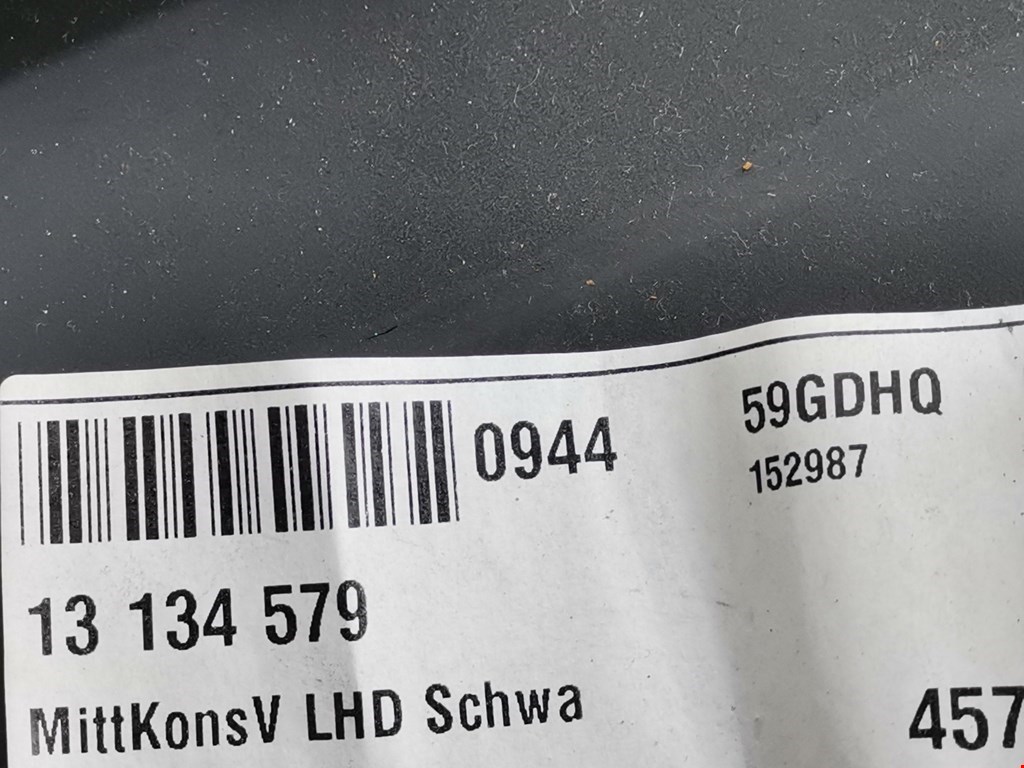 0944
59GDHQ
152987
13 134 579
MittKonsV LHD Schwa
457